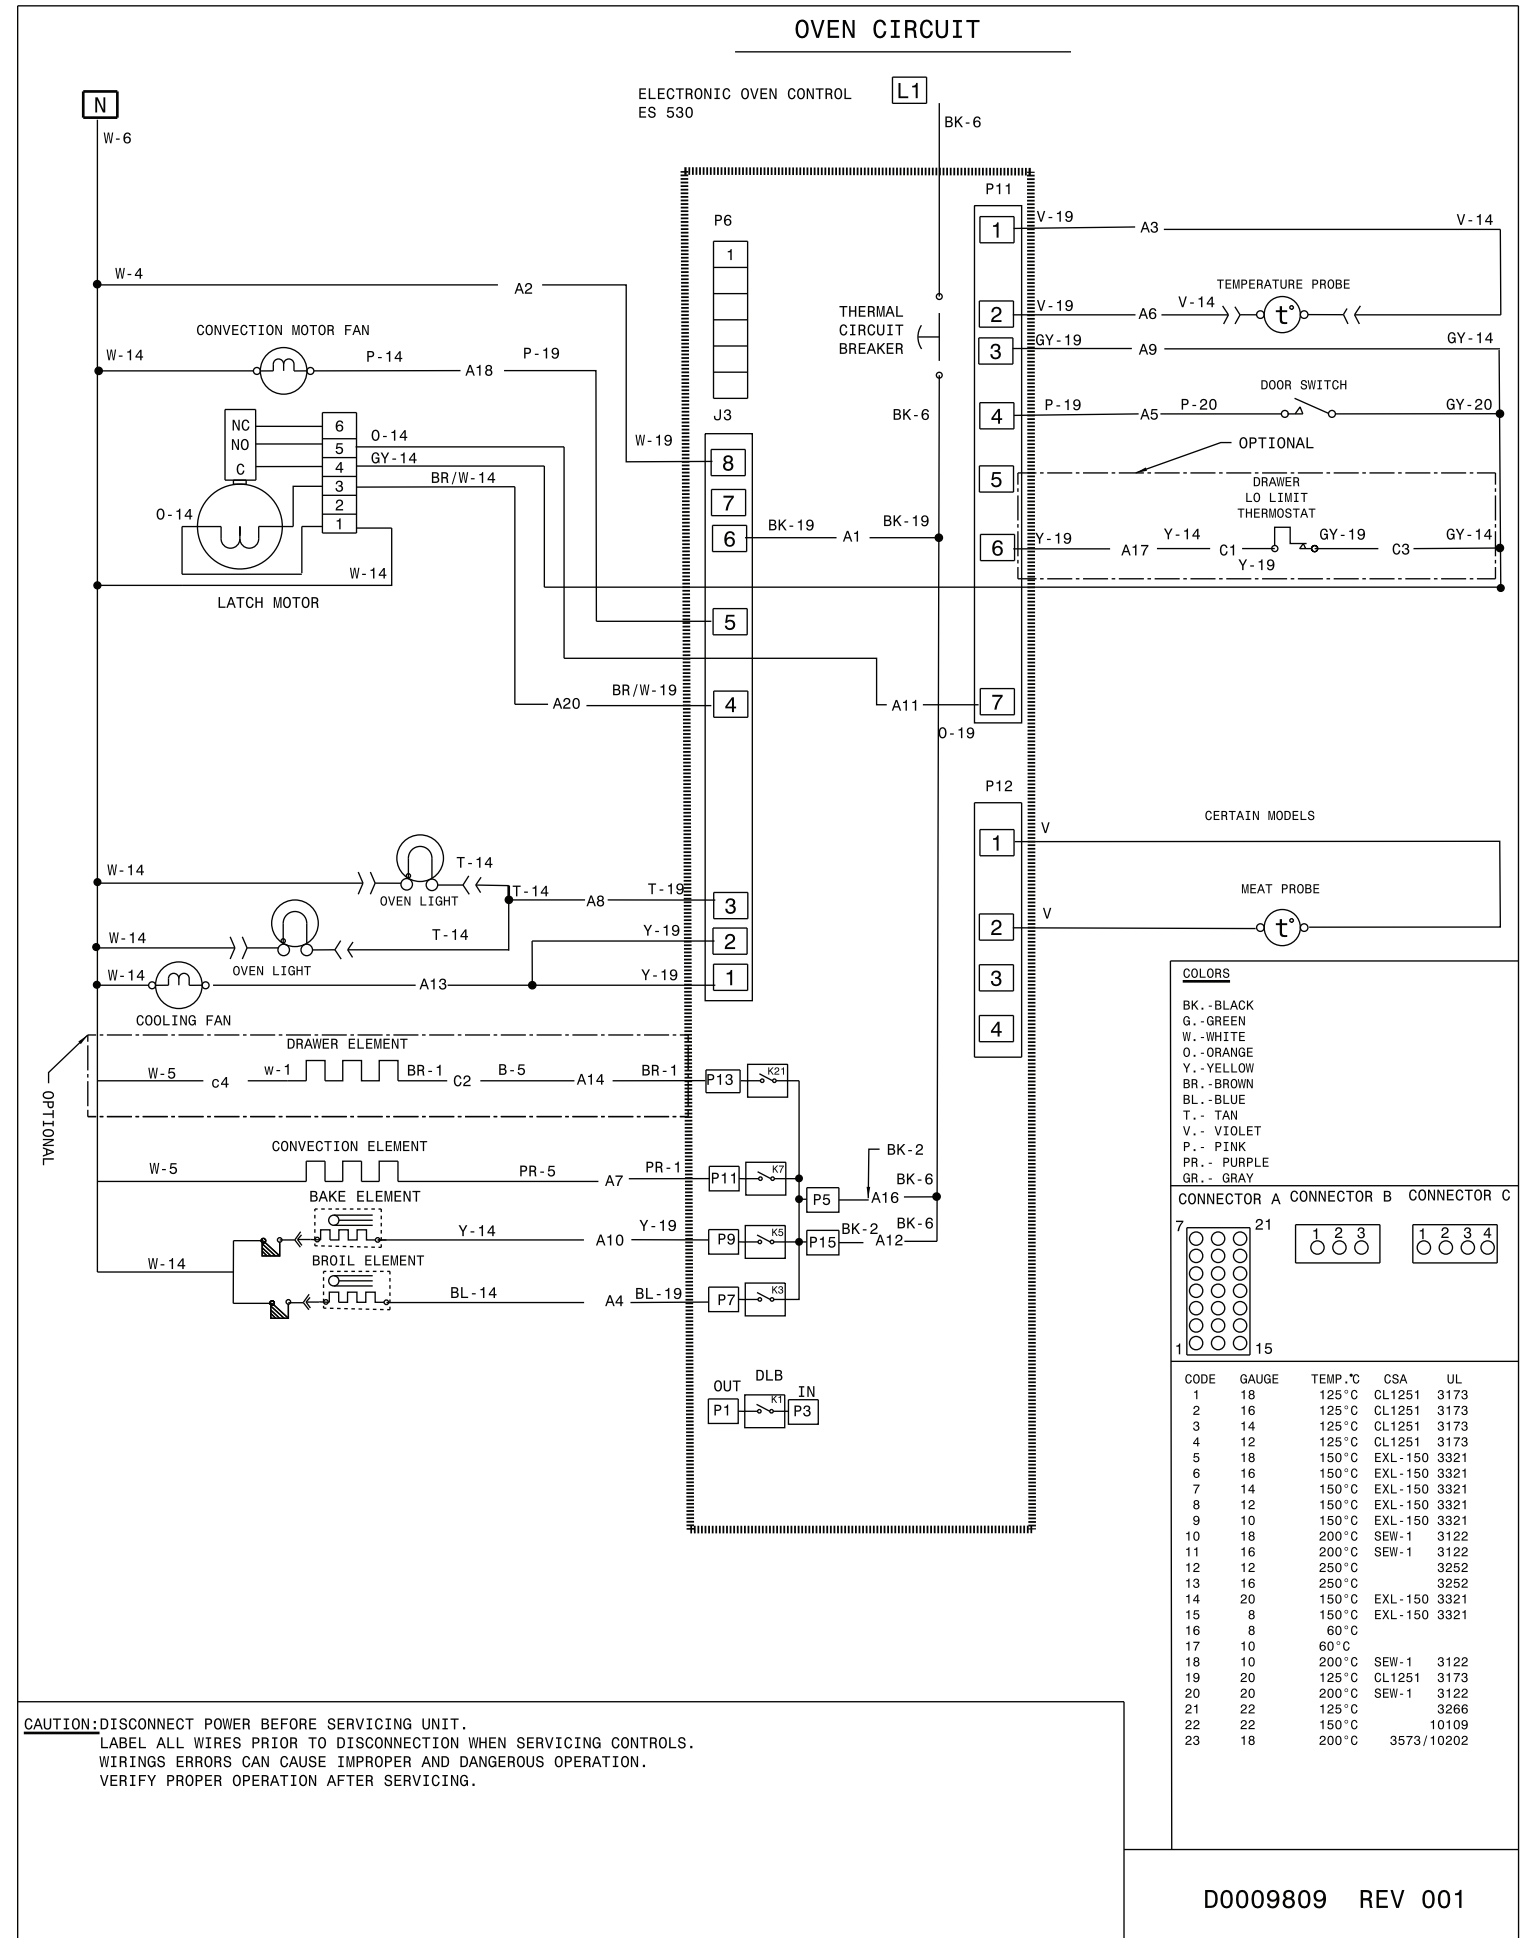 OVEN CIRCUIT
N
W-6
ELECTRONIC OVEN CONTROL
ES 530
L1
BK-6
P11
P6
1
1
V-19
A3
V-14
W-4
A2
THERMAL
CIRCUIT
BREAKER
2
V-19
A6
V-14
TEMPERATURE PROBE
t°
CONVECTION MOTOR FAN
W-14
P-14
A18
P-19
3
GY-19
A9
GY-14
J3
BK-6
DOOR SWITCH
4
P-19
A5
P-20
GY-20
NC
NO
C
6
5
4
3
2
1
O-14
GY-14
BR/W-14
O-14
W-14
LATCH MOTOR
W-19
8
7
6
BK-19
A1
BK-19
5
OPTIONAL
DRAWER
LO LIMIT
THERMOSTAT
6
Y-19
A17
Y-14
C1
Y-19
GY-19
C3
GY-14
5
A20
BR/W-19
4
A11
7
O-19
P12
CERTAIN MODELS
1
V
MEAT PROBE
2
V
t°
3
4
W-14
T-14
OVEN LIGHT
T-14
A8
T-19
3
W-14
T-14
OVEN LIGHT
Y-19
2
W-14
A13
Y-19
1
COOLING FAN
OPTIONAL
DRAWER ELEMENT
W-5
c4
w-1
BR-1
C2
B-5
A14
BR-1
P13
K21
CONVECTION ELEMENT
W-5
PR-5
A7
PR-1
P11
K7
BK-2
P5
A16
BK-6
BAKE ELEMENT
Y-14
A10
Y-19
P9
K5
P15
BK-2
A12
BK-6
W-14
BROIL ELEMENT
BL-14
A4
BL-19
P7
K3
OUT
DLB
IN
P1
K1
P3
COLORS
BK.-BLACK
G.-GREEN
W.-WHITE
O.-ORANGE
Y.-YELLOW
BR.-BROWN
BL.-BLUE
T.- TAN
V.- VIOLET
P.- PINK
PR.- PURPLE
GR.- GRAY
CONNECTOR A CONNECTOR B CONNECTOR C
7 21
1 2 3
1 2 3 4
1 15
CODE GAUGE TEMP.°C CSA UL
1 18 125°C CL1251 3173
2 16 125°C CL1251 3173
3 14 125°C CL1251 3173
4 12 125°C CL1251 3173
5 18 150°C EXL-150 3321
6 16 150°C EXL-150 3321
7 14 150°C EXL-150 3321
8 12 150°C EXL-150 3321
9 10 150°C EXL-150 3321
10 18 200°C SEW-1 3122
11 16 200°C SEW-1 3122
12 12 250°C 3252
13 16 250°C 3252
14 20 150°C EXL-150 3321
15 8 150°C EXL-150 3321
16 8 60°C
17 10 60°C
18 10 200°C SEW-1 3122
19 20 125°C CL1251 3173
20 20 200°C SEW-1 3122
21 22 125°C 3266
22 22 150°C 10109
23 18 200°C 3573/10202
CAUTION:DISCONNECT POWER BEFORE SERVICING UNIT.
LABEL ALL WIRES PRIOR TO DISCONNECTION WHEN SERVICING CONTROLS.
WIRINGS ERRORS CAN CAUSE IMPROPER AND DANGEROUS OPERATION.
VERIFY PROPER OPERATION AFTER SERVICING.
D0009809 REV 001